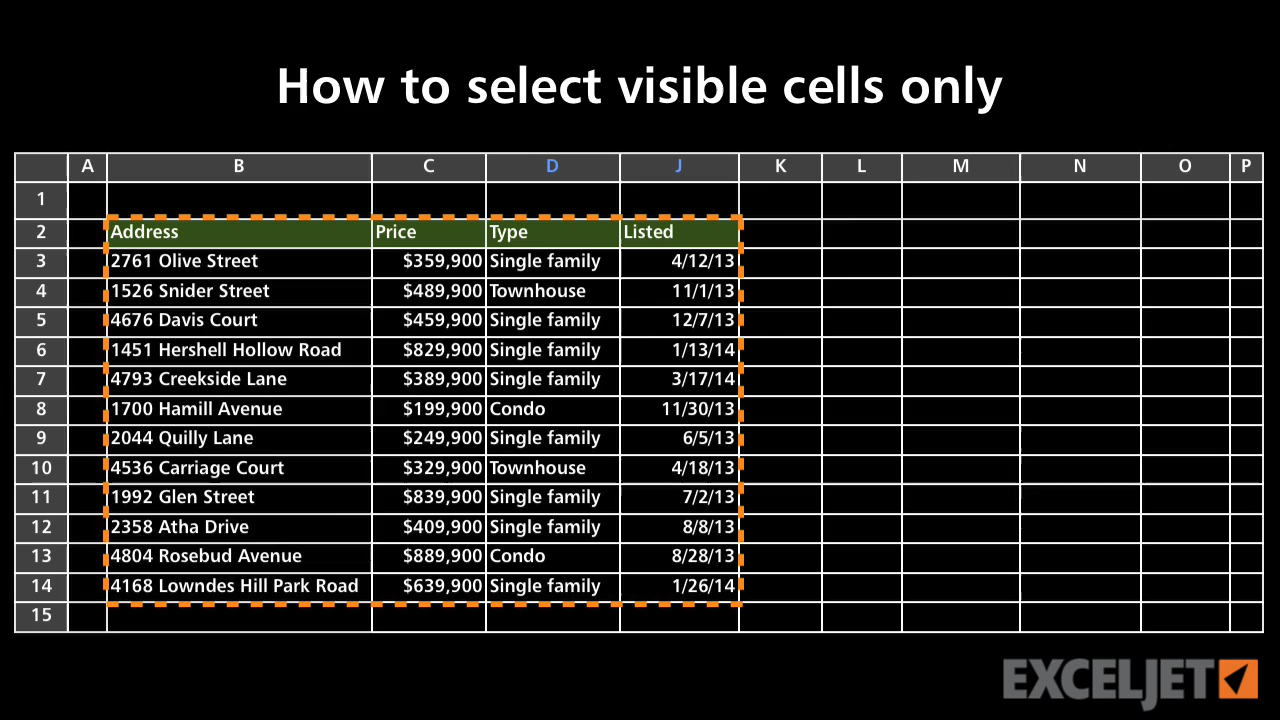 How to select visible cells only
A B C D J K L M N O P
1
2 Address Price Type Listed
3 2761 Olive Street $359,900 Single family 4/12/13
4 1526 Snider Street $489,900 Townhouse 11/1/13
5 4676 Davis Court $459,900 Single family 12/7/13
6 1451 Hershell Hollow Road $829,900 Single family 1/13/14
7 4793 Creekside Lane $389,900 Single family 3/17/14
8 1700 Hamill Avenue $199,900 Condo 11/30/13
9 2044 Quilly Lane $249,900 Single family 6/5/13
10 4536 Carriage Court $329,900 Townhouse 4/18/13
11 1992 Glen Street $839,900 Single family 7/2/13
12 2358 Atha Drive $409,900 Single family 8/8/13
13 4804 Rosebud Avenue $889,900 Condo 8/28/13
14 4168 Lowndes Hill Park Road $639,900 Single family 1/26/14
15
EXCELJET